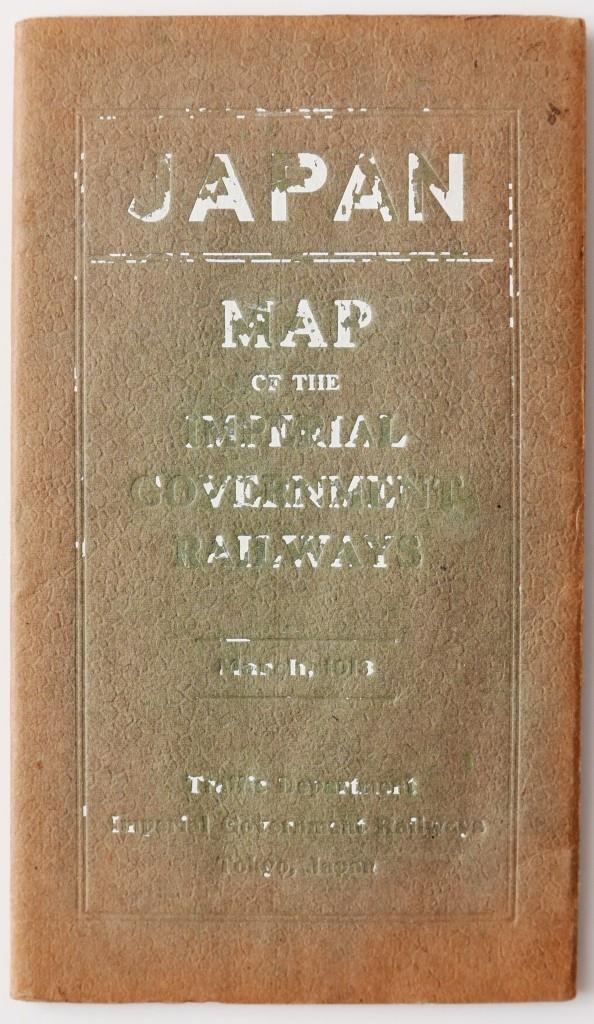 JAPAN
MAP
OF THE
IMPERIAL
GOVERNMENT
RAILWAYS
March, 1913
Traffic Department
Imperial Government Railways
Tokyo, Japan